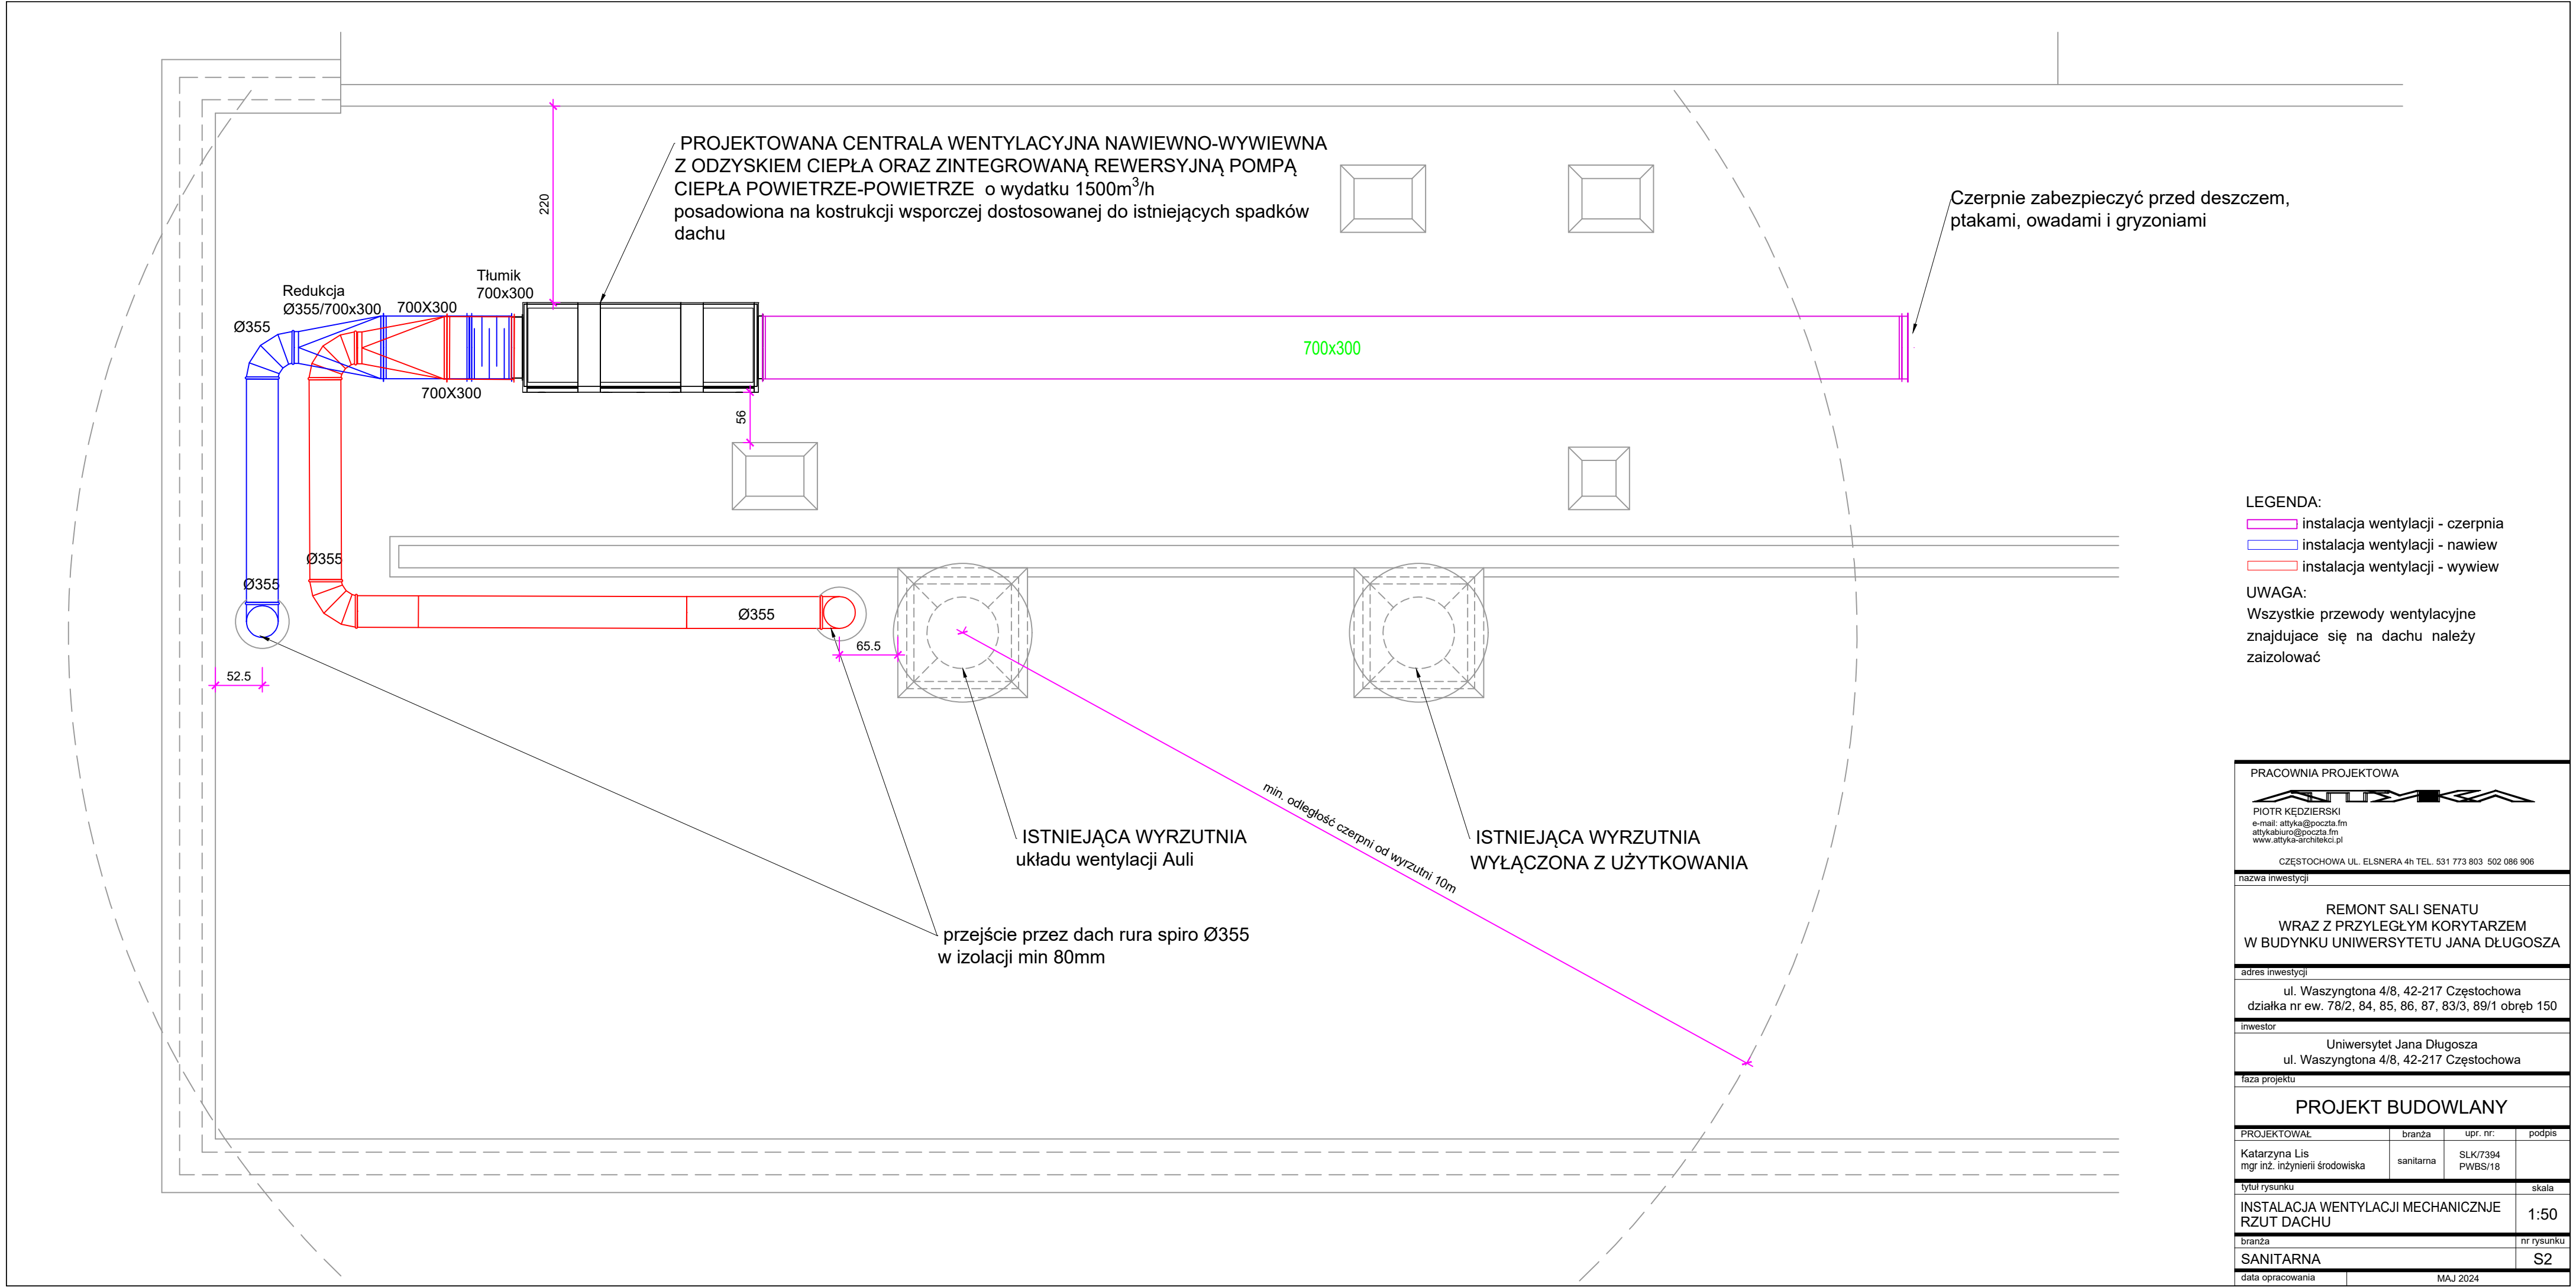 PROJEKTOWANA CENTRALA WENTYLACYJNA NAWIEWNO-WYWIEWNA
Z ODZYSKIEM CIEPŁA ORAZ ZINTEGROWANĄ REWERSYJNĄ POMPĄ
CIEPŁA POWIETRZE-POWIETRZE o wydatku 1500m³/h
posadowiona na kostrukcji wsporczej dostosowanej do istniejących spadków
dachu
Czerpnie zabezpieczyć przed deszczem,
ptakami, owadami i gryzoniami
220
Tłumik
700x300
Redukcja
Ø355/700x300
700X300
Ø355
700x300
700X300
56
Ø355
Ø355
Ø355
65.5
52.5
LEGENDA:
instalacja wentylacji - czerpnia
instalacja wentylacji - nawiew
instalacja wentylacji - wywiew
UWAGA:
Wszystkie przewody wentylacyjne
znajdujace się na dachu należy
zaizolować
min. odległość czerpni od wyrzutni 10m
ISTNIEJĄCA WYRZUTNIA
układu wentylacji Auli
ISTNIEJĄCA WYRZUTNIA
WYŁĄCZONA Z UŻYTKOWANIA
przejście przez dach rura spiro Ø355
w izolacji min 80mm
PRACOWNIA PROJEKTOWA
ATTYKA
PIOTR KĘDZIERSKI
e-mail: attyka@poczta.fm
attykabiuro@poczta.fm
www.attyka-architekci.pl
CZĘSTOCHOWA UL. ELSNERA 4h TEL. 531 773 803 502 086 906
nazwa inwestycji
REMONT SALI SENATU
WRAZ Z PRZYLEGŁYM KORYTARZEM
W BUDYNKU UNIWERSYTETU JANA DŁUGOSZA
adres inwestycji
ul. Waszyngtona 4/8, 42-217 Częstochowa
działka nr ew. 78/2, 84, 85, 86, 87, 83/3, 89/1 obręb 150
inwestor
Uniwersytet Jana Długosza
ul. Waszyngtona 4/8, 42-217 Częstochowa
faza projektu
PROJEKT BUDOWLANY
PROJEKTOWAŁ branża upr. nr: podpis
Katarzyna Lis
mgr inż. inżynierii środowiska
sanitarna
SLK/7394
PWBS/18
tytuł rysunku skala
INSTALACJA WENTYLACJI MECHANICZNJE
RZUT DACHU
1:50
branża nr rysunku
SANITARNA S2
data opracowania MAJ 2024